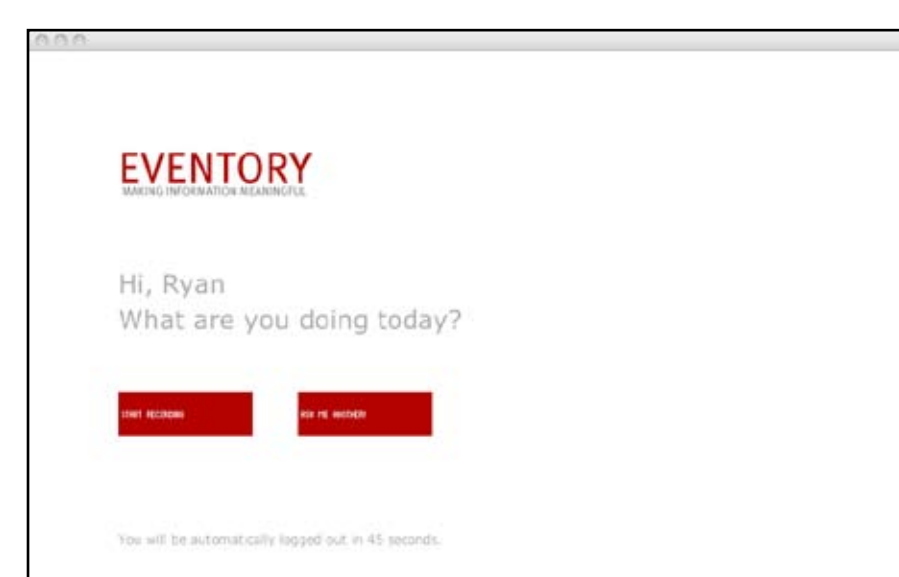 EVENTORY
MAKING INFORMATION MEANINGFUL
Hi, Ryan
What are you doing today?
START RECORDING
ASK ME ANOTHER!
You will be automatically logged out in 45 seconds.